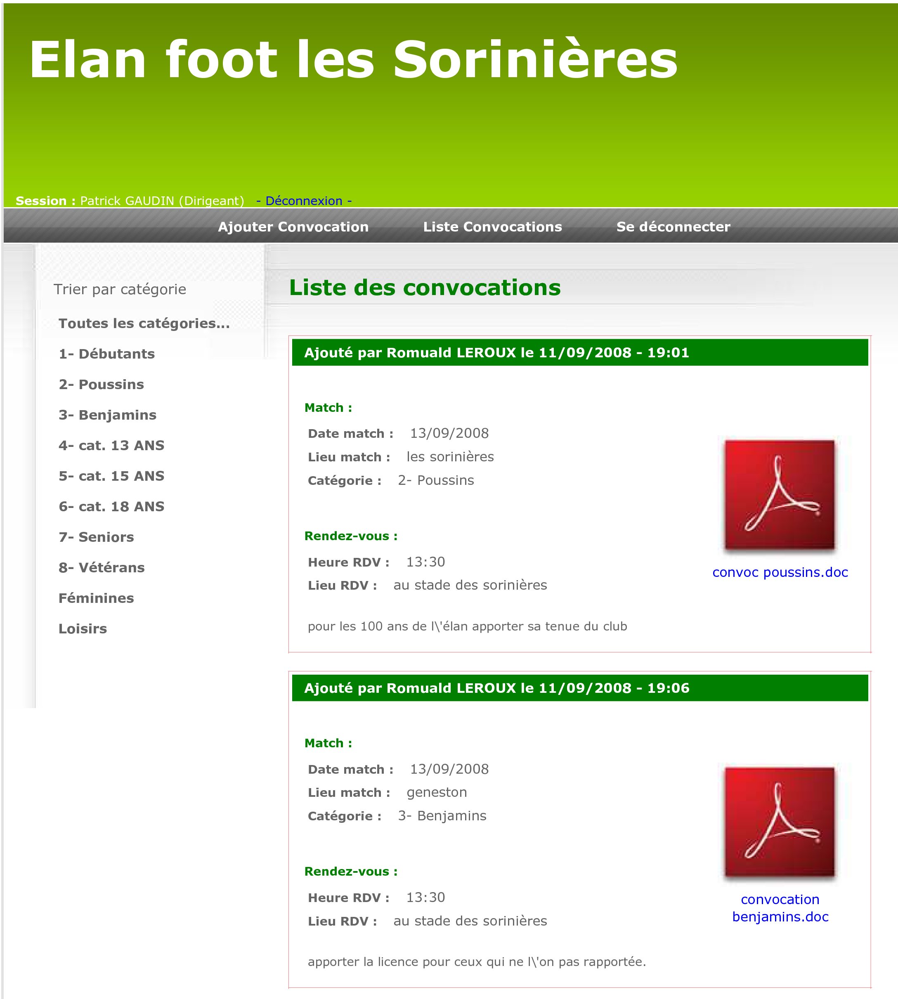 Elan foot les Sorinières
Session : Patrick GAUDIN (Dirigeant) - Déconnexion -
Ajouter Convocation Liste Convocations Se déconnecter
Trier par catégorie
Toutes les catégories...
1- Débutants
2- Poussins
3- Benjamins
4- cat. 13 ANS
5- cat. 15 ANS
6- cat. 18 ANS
7- Seniors
8- Vétérans
Féminines
Loisirs
Liste des convocations
Ajouté par Romuald LEROUX le 11/09/2008 - 19:01
Match :
Date match : 13/09/2008
Lieu match : les sorinières
Catégorie : 2- Poussins
Rendez-vous :
Heure RDV : 13:30
Lieu RDV : au stade des sorinières
pour les 100 ans de l\'élan apporter sa tenue du club
convoc poussins.doc
Ajouté par Romuald LEROUX le 11/09/2008 - 19:06
Match :
Date match : 13/09/2008
Lieu match : geneston
Catégorie : 3- Benjamins
Rendez-vous :
Heure RDV : 13:30
Lieu RDV : au stade des sorinières
apporter la licence pour ceux qui ne l\'on pas rapportée.
convocation
benjamins.doc